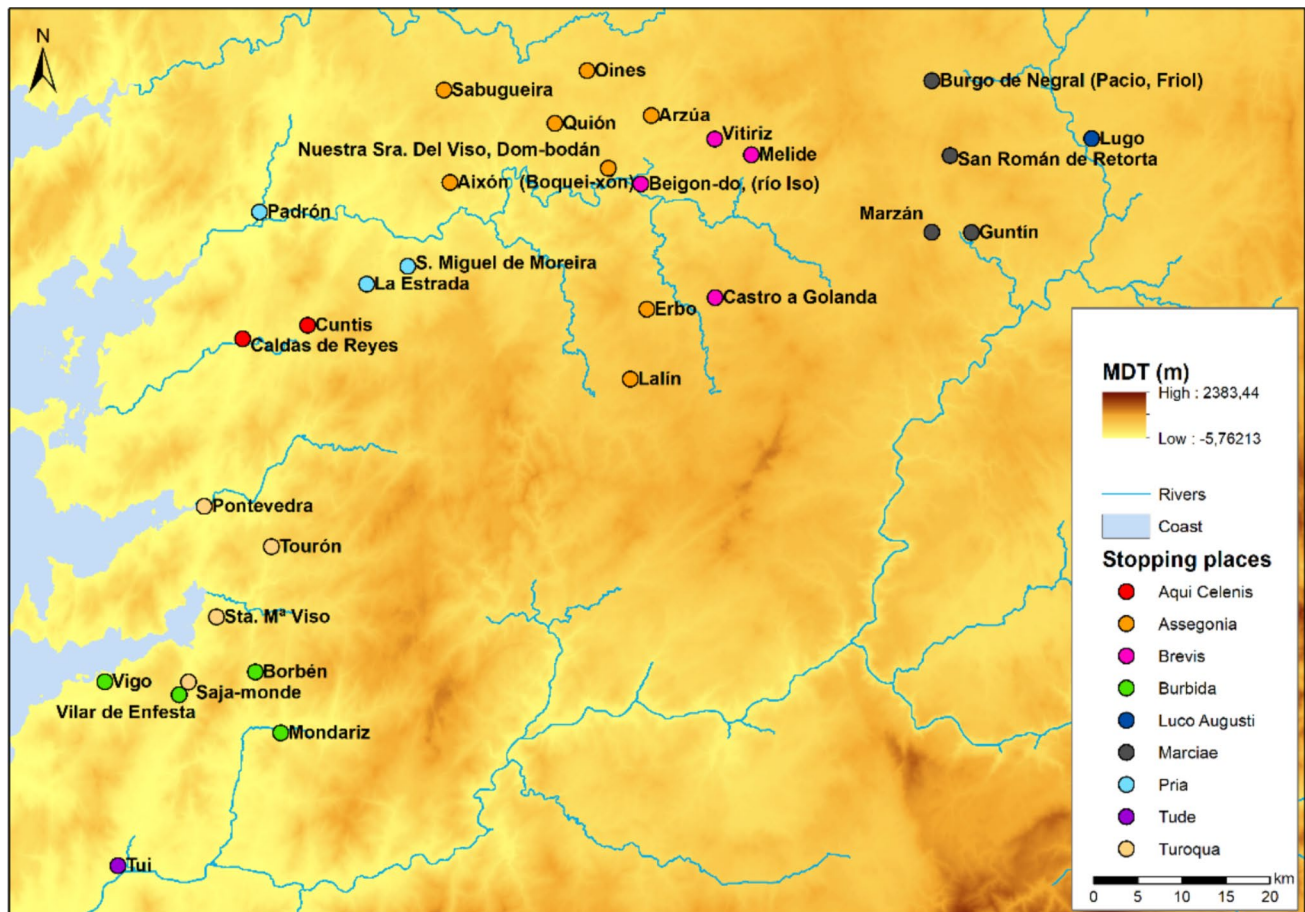 N
Oines
Burgo de Negral (Pacio, Friol)
Sabugueira
Arzúa
Quión
Vitiriz
Lugo
Nuestra Sra. Del Viso, Dom-bodán
Melide
San Román de Retorta
Aixón (Boquei-xón)
Beigon-do, (río Iso)
Padrón
Marzán
Guntín
S. Miguel de Moreira
La Estrada
Castro a Golanda
Erbo
Cuntis
Caldas de Reyes
Lalín
Pontevedra
Tourón
Sta. Mª Viso
Borbén
Vigo
Saja-monde
Vilar de Enfesta
Mondariz
Tui
MDT (m)
High : 2383,44
Low : -5,76213
Rivers
Coast
Stopping places
Aqui Celenis
Assegonia
Brevis
Burbida
Luco Augusti
Marciae
Pria
Tude
Turoqua
km
0 5 10 20